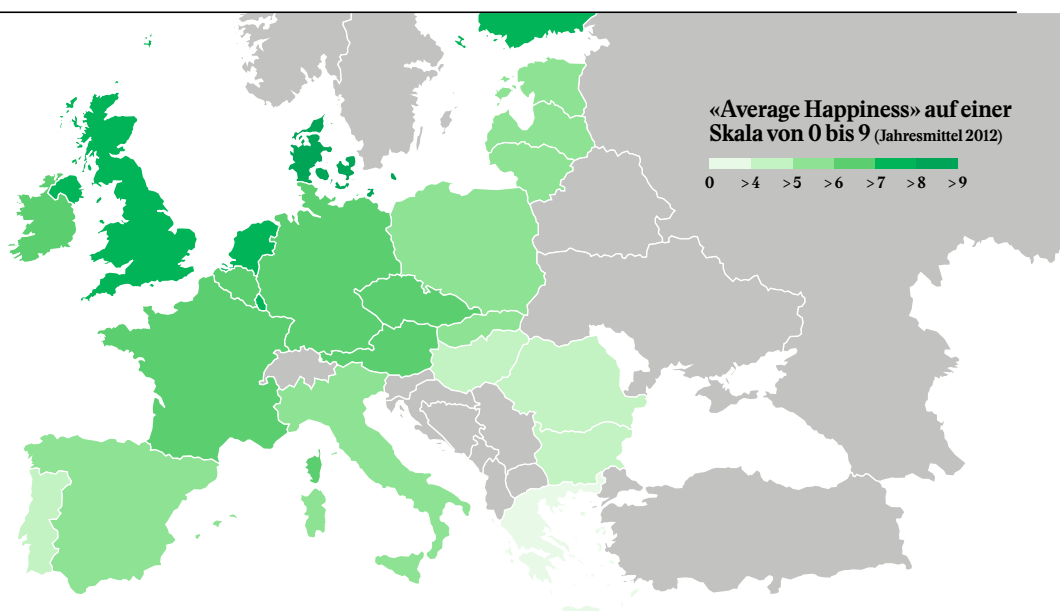 «Average Happiness» auf einer
Skala von 0 bis 9 (Jahresmittel 2012)
0 >4 >5 >6 >7 >8 >9